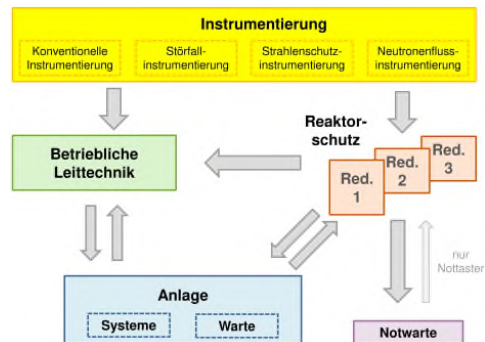 Instrumentierung
Konventionelle
Instrumentierung
Störfall-
instrumentierung
Strahlenschutz-
instrumentierung
Neutronenfluss-
instrumentierung
Reaktor-
schutz
Betriebliche
Leittechnik
Red.
1
Red.
2
Red.
3
nur
Nottaster
Anlage
Systeme
Warte
Notwarte